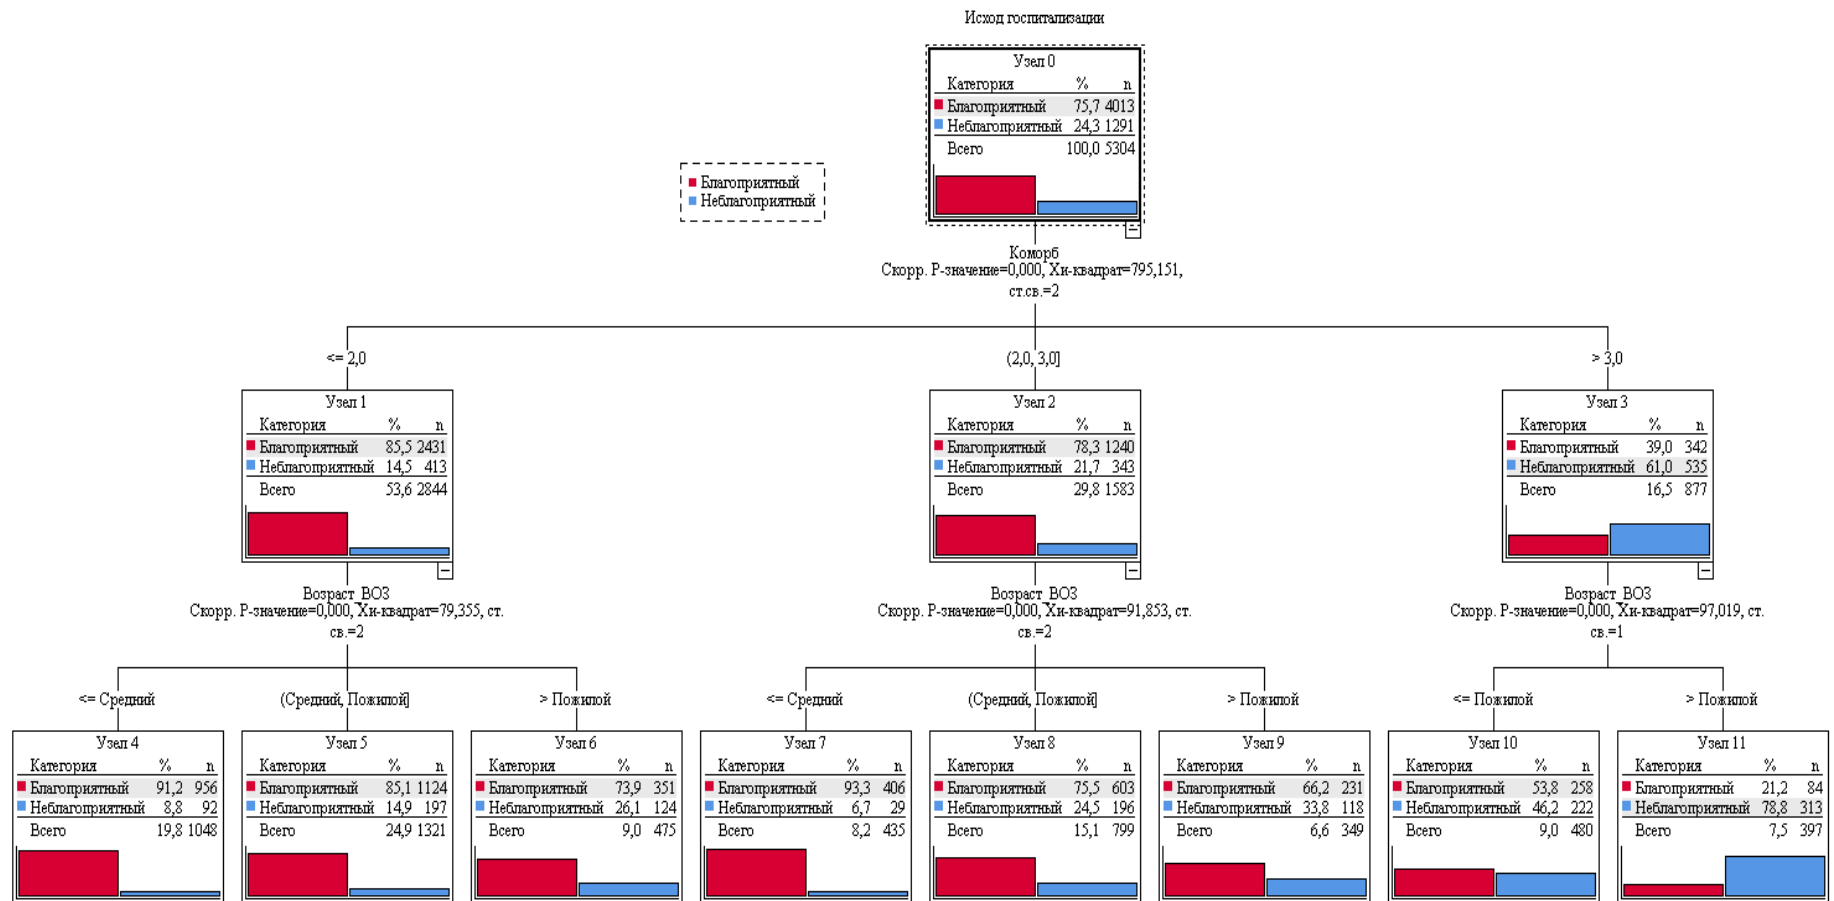 Исход госпитализации
Узел 0
Категория % n
Благоприятный 75,7 4013
Неблагоприятный 24,3 1291
Всего 100,0 5304
Благоприятный
Неблагоприятный
Коморб
Скорр. P-значение=0,000, Хи-квадрат=795,151,
ст.св.=2
<= 2,0
(2,0, 3,0]
> 3,0
Узел 1
Категория % n
Благоприятный 85,5 2431
Неблагоприятный 14,5 413
Всего 53,6 2844
Узел 2
Категория % n
Благоприятный 78,3 1240
Неблагоприятный 21,7 343
Всего 29,8 1583
Узел 3
Категория % n
Благоприятный 39,0 342
Неблагоприятный 61,0 535
Всего 16,5 877
Возраст_ВОЗ
Скорр. P-значение=0,000, Хи-квадрат=79,355, ст.
св.=2
Возраст_ВОЗ
Скорр. P-значение=0,000, Хи-квадрат=91,853, ст.
св.=2
Возраст_ВОЗ
Скорр. P-значение=0,000, Хи-квадрат=97,019, ст.
св.=1
<= Средний
(Средний, Пожилой]
> Пожилой
<= Средний
(Средний, Пожилой]
> Пожилой
<= Пожилой
> Пожилой
Узел 4
Категория % n
Благоприятный 91,2 956
Неблагоприятный 8,8 92
Всего 19,8 1048
Узел 5
Категория % n
Благоприятный 85,1 1124
Неблагоприятный 14,9 197
Всего 24,9 1321
Узел 6
Категория % n
Благоприятный 73,9 351
Неблагоприятный 26,1 124
Всего 9,0 475
Узел 7
Категория % n
Благоприятный 93,3 406
Неблагоприятный 6,7 29
Всего 8,2 435
Узел 8
Категория % n
Благоприятный 75,5 603
Неблагоприятный 24,5 196
Всего 15,1 799
Узел 9
Категория % n
Благоприятный 66,2 231
Неблагоприятный 33,8 118
Всего 6,6 349
Узел 10
Категория % n
Благоприятный 53,8 258
Неблагоприятный 46,2 222
Всего 9,0 480
Узел 11
Категория % n
Благоприятный 21,2 84
Неблагоприятный 78,8 313
Всего 7,5 397